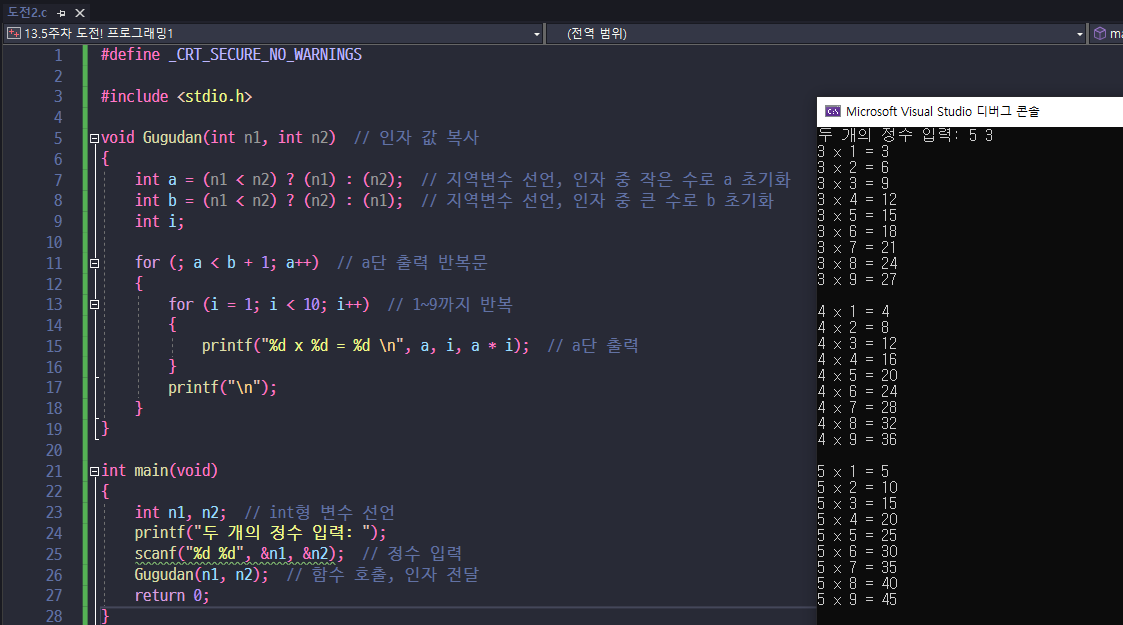 도전2.c
13.5주차 도전! 프로그래밍1
(전역 범위)
1 #define _CRT_SECURE_NO_WARNINGS
2
3 #include <stdio.h>
4
5 void Gugudan(int n1, int n2)  // 인자 값 복사
6 {
7 int a = (n1 < n2) ? (n1) : (n2);  // 지역변수 선언, 인자 중 작은 수로 a 초기화
8 int b = (n1 < n2) ? (n2) : (n1);  // 지역변수 선언, 인자 중 큰 수로 b 초기화
9 int i;
10
11 for (; a < b + 1; a++)  // a단 출력 반복문
12 {
13 for (i = 1; i < 10; i++)  // 1~9까지 반복
14 {
15 printf("%d x %d = %d \n", a, i, a * i);  // a단 출력
16 }
17 printf("\n");
18 }
19 }
20
21 int main(void)
22 {
23 int n1, n2;  // int형 변수 선언
24 printf("두 개의 정수 입력: ");
25 scanf("%d %d", &n1, &n2);  // 정수 입력
26 Gugudan(n1, n2);  // 함수 호출, 인자 전달
27 return 0;
28 }
Microsoft Visual Studio 디버그 콘솔
두 개의 정수 입력: 5 3
3 x 1 = 3
3 x 2 = 6
3 x 3 = 9
3 x 4 = 12
3 x 5 = 15
3 x 6 = 18
3 x 7 = 21
3 x 8 = 24
3 x 9 = 27
4 x 1 = 4
4 x 2 = 8
4 x 3 = 12
4 x 4 = 16
4 x 5 = 20
4 x 6 = 24
4 x 7 = 28
4 x 8 = 32
4 x 9 = 36
5 x 1 = 5
5 x 2 = 10
5 x 3 = 15
5 x 4 = 20
5 x 5 = 25
5 x 6 = 30
5 x 7 = 35
5 x 8 = 40
5 x 9 = 45